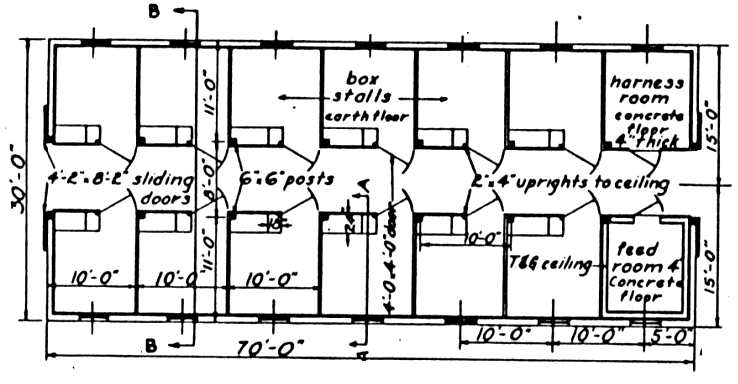 B
box
stalls
earth floor
harness
room
concrete
floor
4" thick
11'-0"
15'-0"
30'-0"
4'-2" x 8'-2" sliding
doors
8'-0"
6" x 6" posts
A
2" x 4" uprights to ceiling
18"
4'-0 x 4'-0" door
11'-0"
10'-0"
T&G ceiling
feed
room 4"
Concrete
floor
15'-0"
10'-0"
10'-0"
10'-0"
B
70'-0"
A
10'-0"
10'-0"
5'-0"